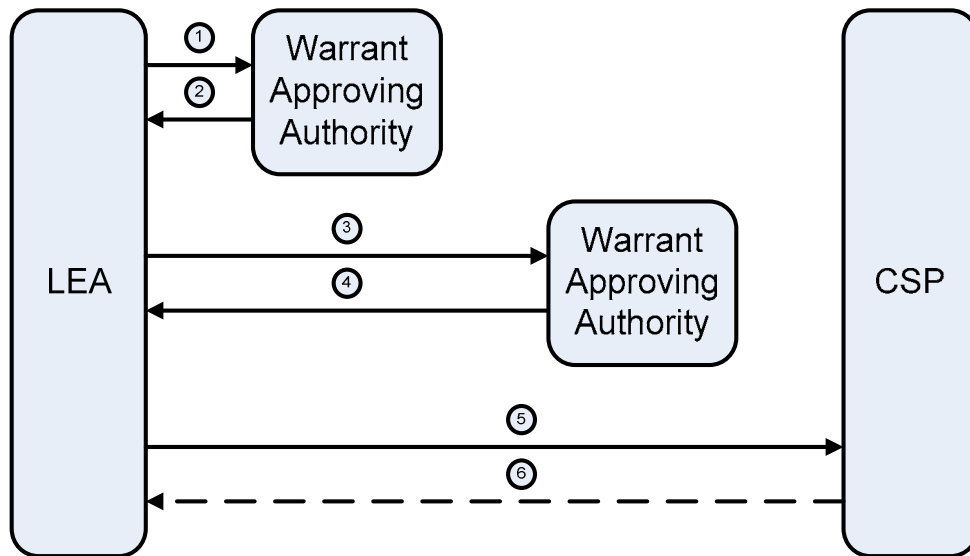 1
Warrant
Approving
Authority
2
3
Warrant
Approving
Authority
LEA
4
CSP
5
6